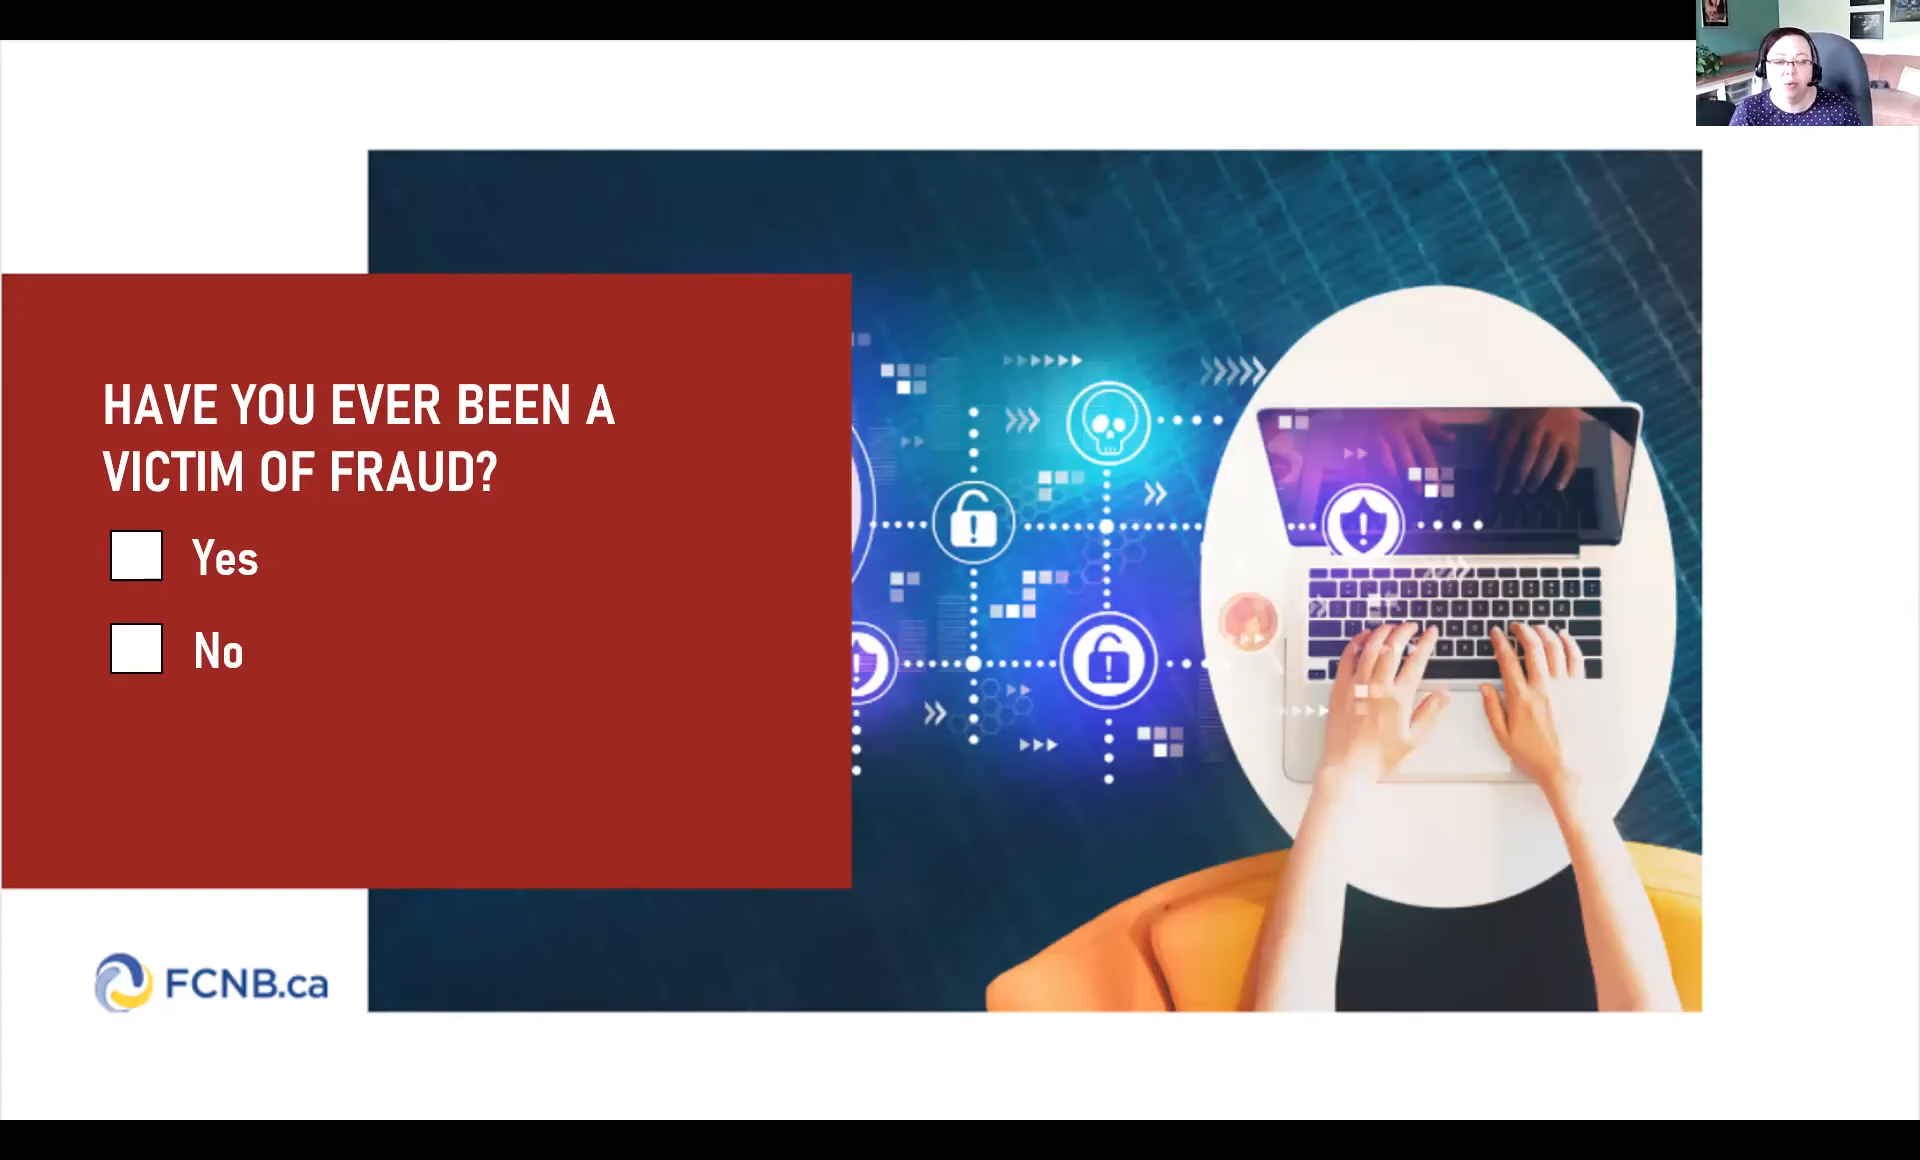 HAVE YOU EVER BEEN A
VICTIM OF FRAUD?
Yes
No
FCNB.ca